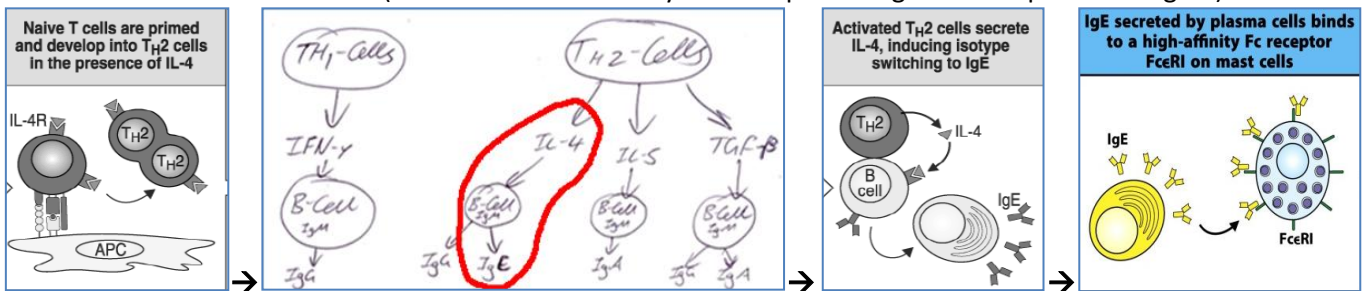 Naive T cells are primed
and develop into TH2 cells
in the presence of IL-4
IL-4R
TH2
TH2
APC
→
TH1-Cells
TH2-Cells
IFN-γ
IL-4
IL-5
TGF-β
B-Cell
IgM
B-Cell
IgM
B-Cell
IgM
B-Cell
IgM
IgG
IgG
IgE
IgA
IgG
IgA
→
Activated TH2 cells secrete
IL-4, inducing isotype
switching to IgE
TH2
IL-4
B
cell
IgE
→
IgE secreted by plasma cells binds
to a high-affinity Fc receptor
FcεRI on mast cells
IgE
FcεRI